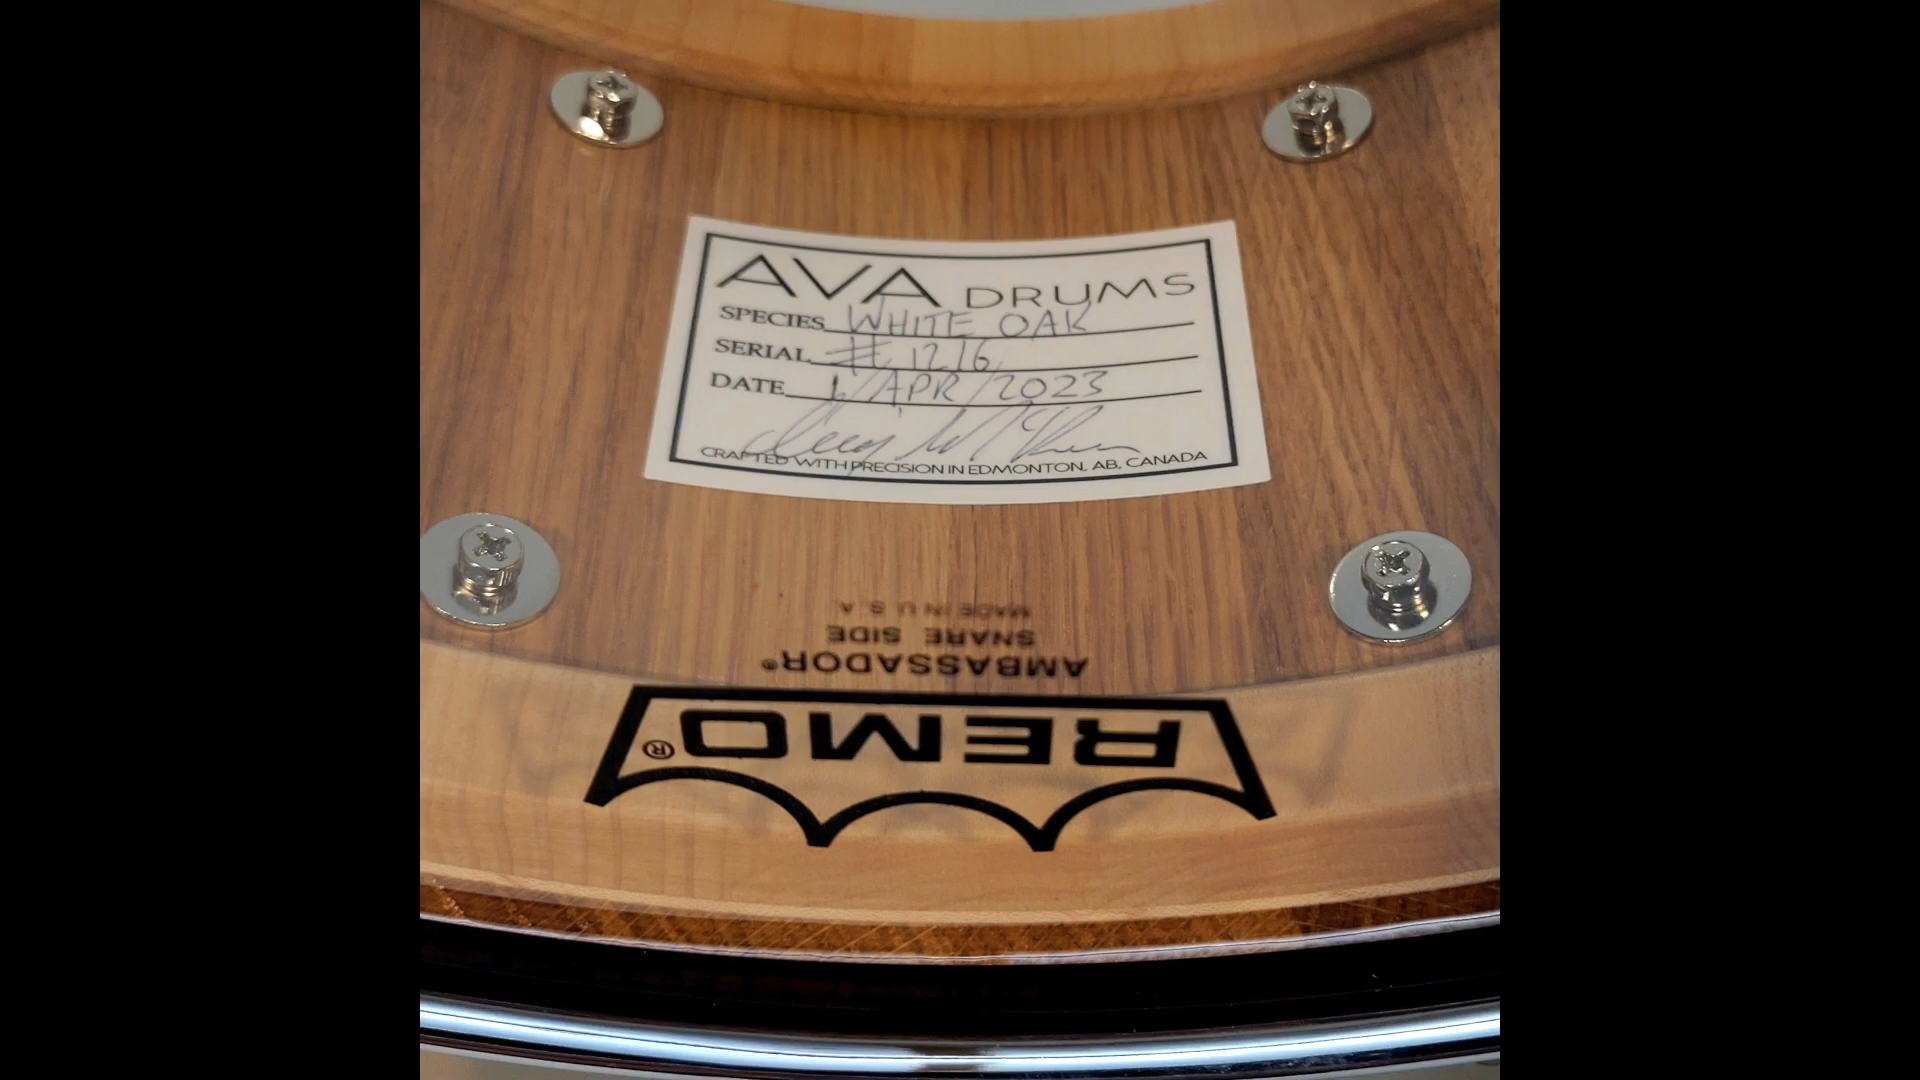 AVA DRUMS
SPECIES WHITE OAK
SERIAL # 1216
DATE 6/APR/2023
CRAFTED WITH PRECISION IN EDMONTON, AB, CANADA
MADE IN U.S.A.
SNARE SIDE
AMBASSADOR®
REMO®